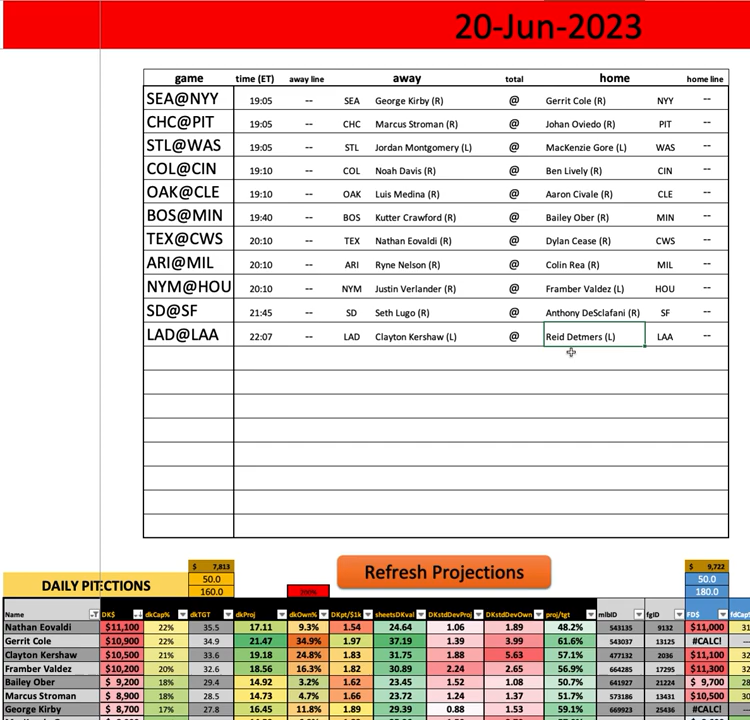 20-Jun-2023
game time (ET) away line away total home home line
SEA@NYY 19:05 -- SEA George Kirby (R) @ Gerrit Cole (R) NYY --
CHC@PIT 19:05 -- CHC Marcus Stroman (R) @ Johan Oviedo (R) PIT --
STL@WAS 19:05 -- STL Jordan Montgomery (L) @ MacKenzie Gore (L) WAS --
COL@CIN 19:10 -- COL Noah Davis (R) @ Ben Lively (R) CIN --
OAK@CLE 19:10 -- OAK Luis Medina (R) @ Aaron Civale (R) CLE --
BOS@MIN 19:40 -- BOS Kutter Crawford (R) @ Bailey Ober (R) MIN --
TEX@CWS 20:10 -- TEX Nathan Eovaldi (R) @ Dylan Cease (R) CWS --
ARI@MIL 20:10 -- ARI Ryne Nelson (R) @ Colin Rea (R) MIL --
NYM@HOU 20:10 -- NYM Justin Verlander (R) @ Framber Valdez (L) HOU --
SD@SF 21:45 -- SD Seth Lugo (R) @ Anthony DeSclafani (R) SF --
LAD@LAA 22:07 -- LAD Clayton Kershaw (L) @ Reid Detmers (L) LAA --
$ 7,813 $ 9,722
DAILY PITECTIONS 50.0 Refresh Projections 50.0
160.0 180.0
Name DK$ dkCap% dkTGT dkProj dkOwn% DKpt/$1k sheetsDKval DKstdDevProj DKstdDevOwn proj/tgt mlbID fgID FD$ fdCap%
Nathan Eovaldi $11,100 22% 35.5 17.11 9.3% 1.54 24.64 1.06 1.89 48.2% 543135 9132 $11,000 31
Gerrit Cole $10,900 22% 34.9 21.47 34.9% 1.97 37.19 1.39 3.99 61.6% 543037 13125 #CALC!
Clayton Kershaw $10,500 21% 33.6 19.18 24.8% 1.83 31.75 1.88 5.63 57.1% 477132 2036 $11,100 32
Framber Valdez $10,200 20% 32.6 18.56 16.3% 1.82 30.89 2.24 2.65 56.9% 664285 17295 $11,300 32
Bailey Ober $ 9,200 18% 29.4 14.92 3.2% 1.62 23.45 1.52 1.08 50.7% 641927 21224 $ 9,700 28
Marcus Stroman $ 8,900 18% 28.5 14.73 4.7% 1.66 23.72 1.24 1.37 51.7% 573186 13431 $10,500 30
George Kirby $ 8,700 17% 27.8 16.45 11.8% 1.89 29.39 0.88 1.53 59.1% 669923 25436 #CALC!